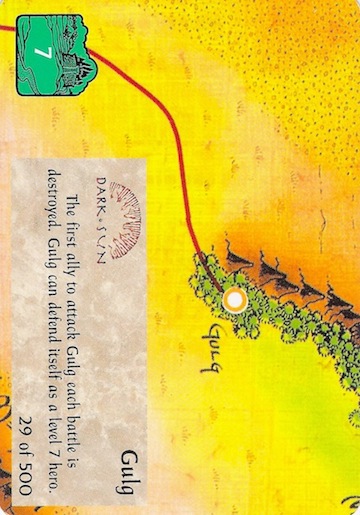 7
Gulg
DARK SUN
Gulg
The first ally to attack Gulg each battle is
destroyed. Gulg can defend itself as a level 7 hero.
29 of 500